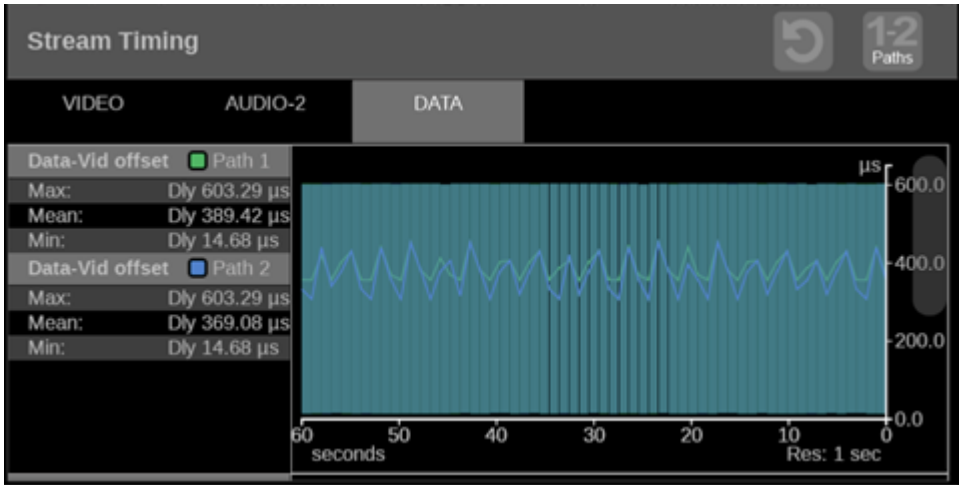 Stream Timing
1-2
Paths
VIDEO AUDIO-2 DATA
Data-Vid offset Path 1
Max: Dly 603.29 µs
Mean: Dly 389.42 µs
Min: Dly 14.68 µs
Data-Vid offset Path 2
Max: Dly 603.29 µs
Mean: Dly 369.08 µs
Min: Dly 14.68 µs
µs
600.0
400.0
200.0
0.0
60 50 40 30 20 10 0
seconds Res: 1 sec